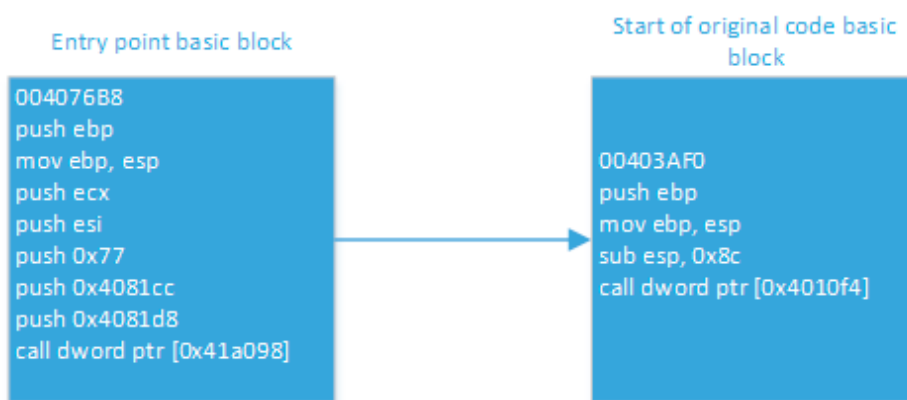 Entry point basic block
004076B8
push ebp
mov ebp, esp
push ecx
push esi
push 0x77
push 0x4081cc
push 0x4081d8
call dword ptr [0x41a098]
Start of original code basic
block
00403AF0
push ebp
mov ebp, esp
sub esp, 0x8c
call dword ptr [0x4010f4]